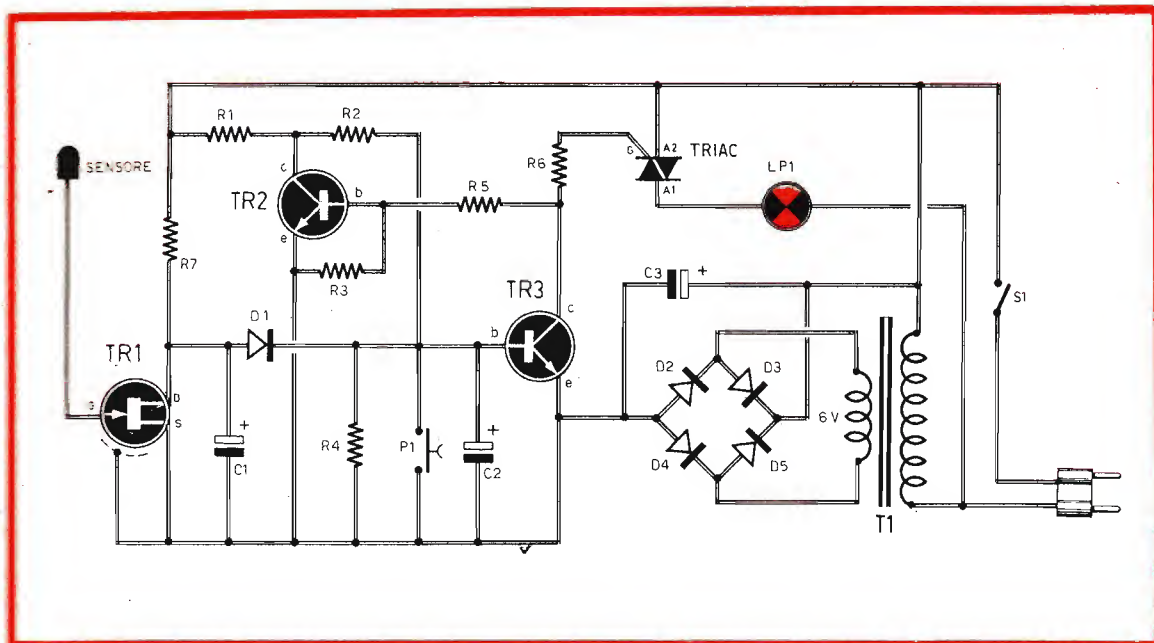 SENSORE
R1
R2
c
TR2
b
e
R3
R5
R6
G
A2
A1
TRIAC
LP1
R7
D1
TR1
G
D
S
+
C1
R4
P1
+
C2
TR3
b
c
e
C3
+
D2
D3
D4
D5
6V
T1
S1